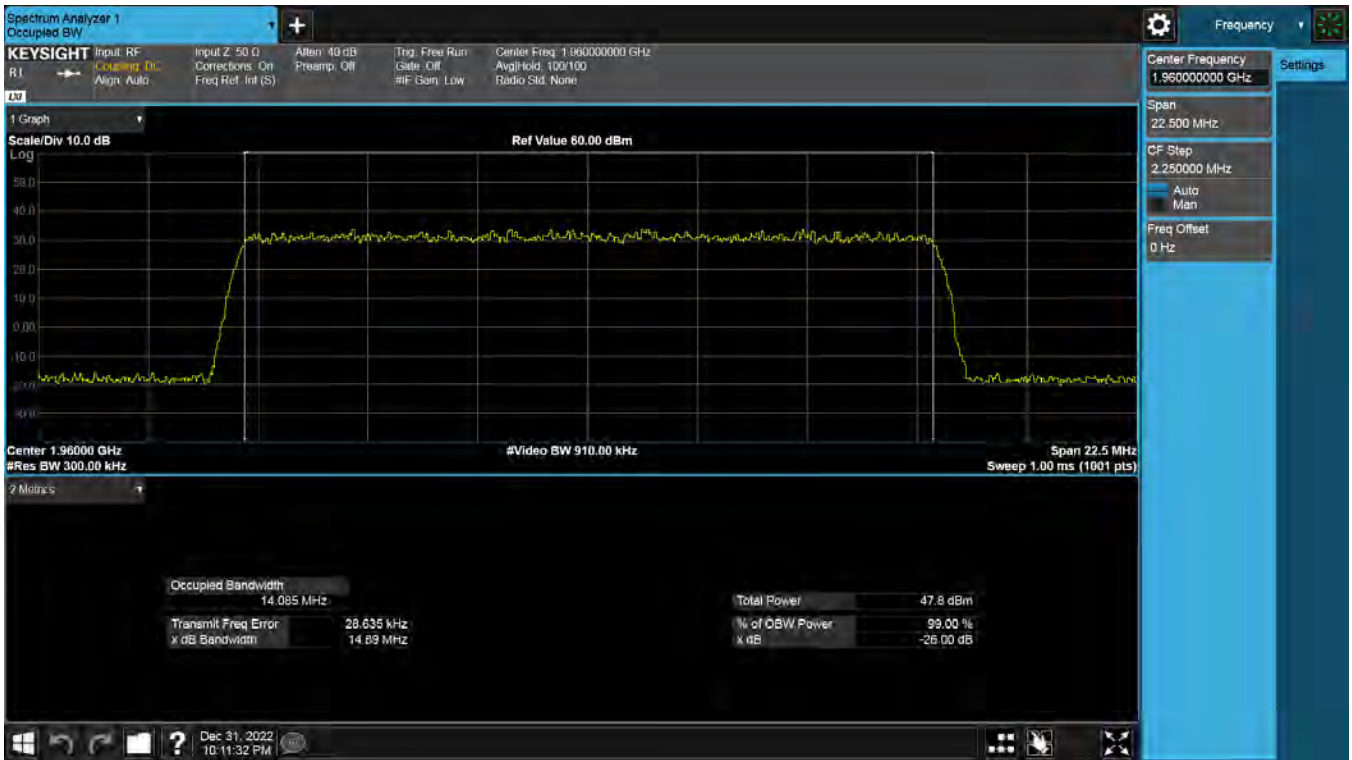 Spectrum Analyzer 1
Occupied BW
Frequency
KEYSIGHT
R L
LXI
Input: RF
Coupling: DC
Align: Auto
Input Z: 50 Ω
Corrections: On
Freq Ref: Int (S)
Atten: 40 dB
Preamp: Off
Trig: Free Run
Gate: Off
#IF Gain: Low
Center Freq: 1.960000000 GHz
Avg|Hold: 100/100
Radio Std: None
Center Frequency
1.960000000 GHz
Settings
Span
22.500 MHz
CF Step
2.250000 MHz
Auto
Man
Freq Offset
0 Hz
1 Graph
Scale/Div 10.0 dB
Ref Value 60.00 dBm
Log
50.0
40.0
30.0
20.0
10.0
0.00
-10.0
-20.0
-30.0
Center 1.96000 GHz
#Video BW 910.00 kHz
Span 22.5 MHz
#Res BW 300.00 kHz
Sweep 1.00 ms (1001 pts)
2 Metrics
Occupied Bandwidth
14.085 MHz
Total Power 47.8 dBm
Transmit Freq Error 28.635 kHz
% of OBW Power 99.00 %
x dB Bandwidth 14.89 MHz
x dB -26.00 dB
?
Dec 31, 2022
10:11:32 PM